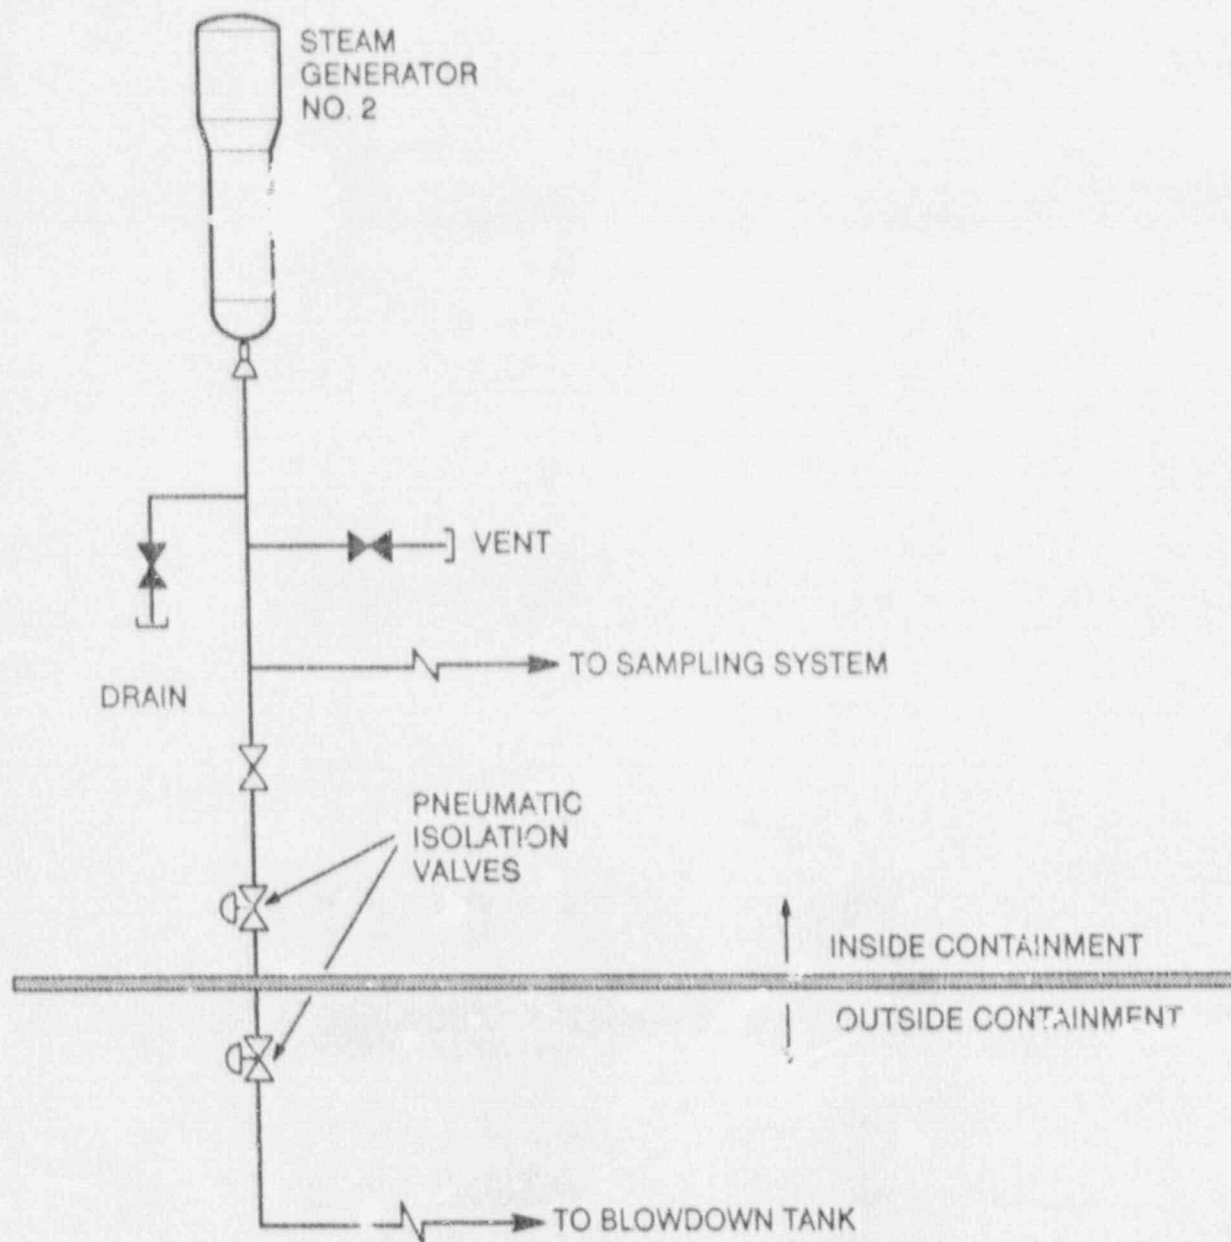 STEAM
GENERATOR
NO. 2
VENT
TO SAMPLING SYSTEM
DRAIN
PNEUMATIC
ISOLATION
VALVES
INSIDE CONTAINMENT
OUTSIDE CONTAINMENT
TO BLOWDOWN TANK